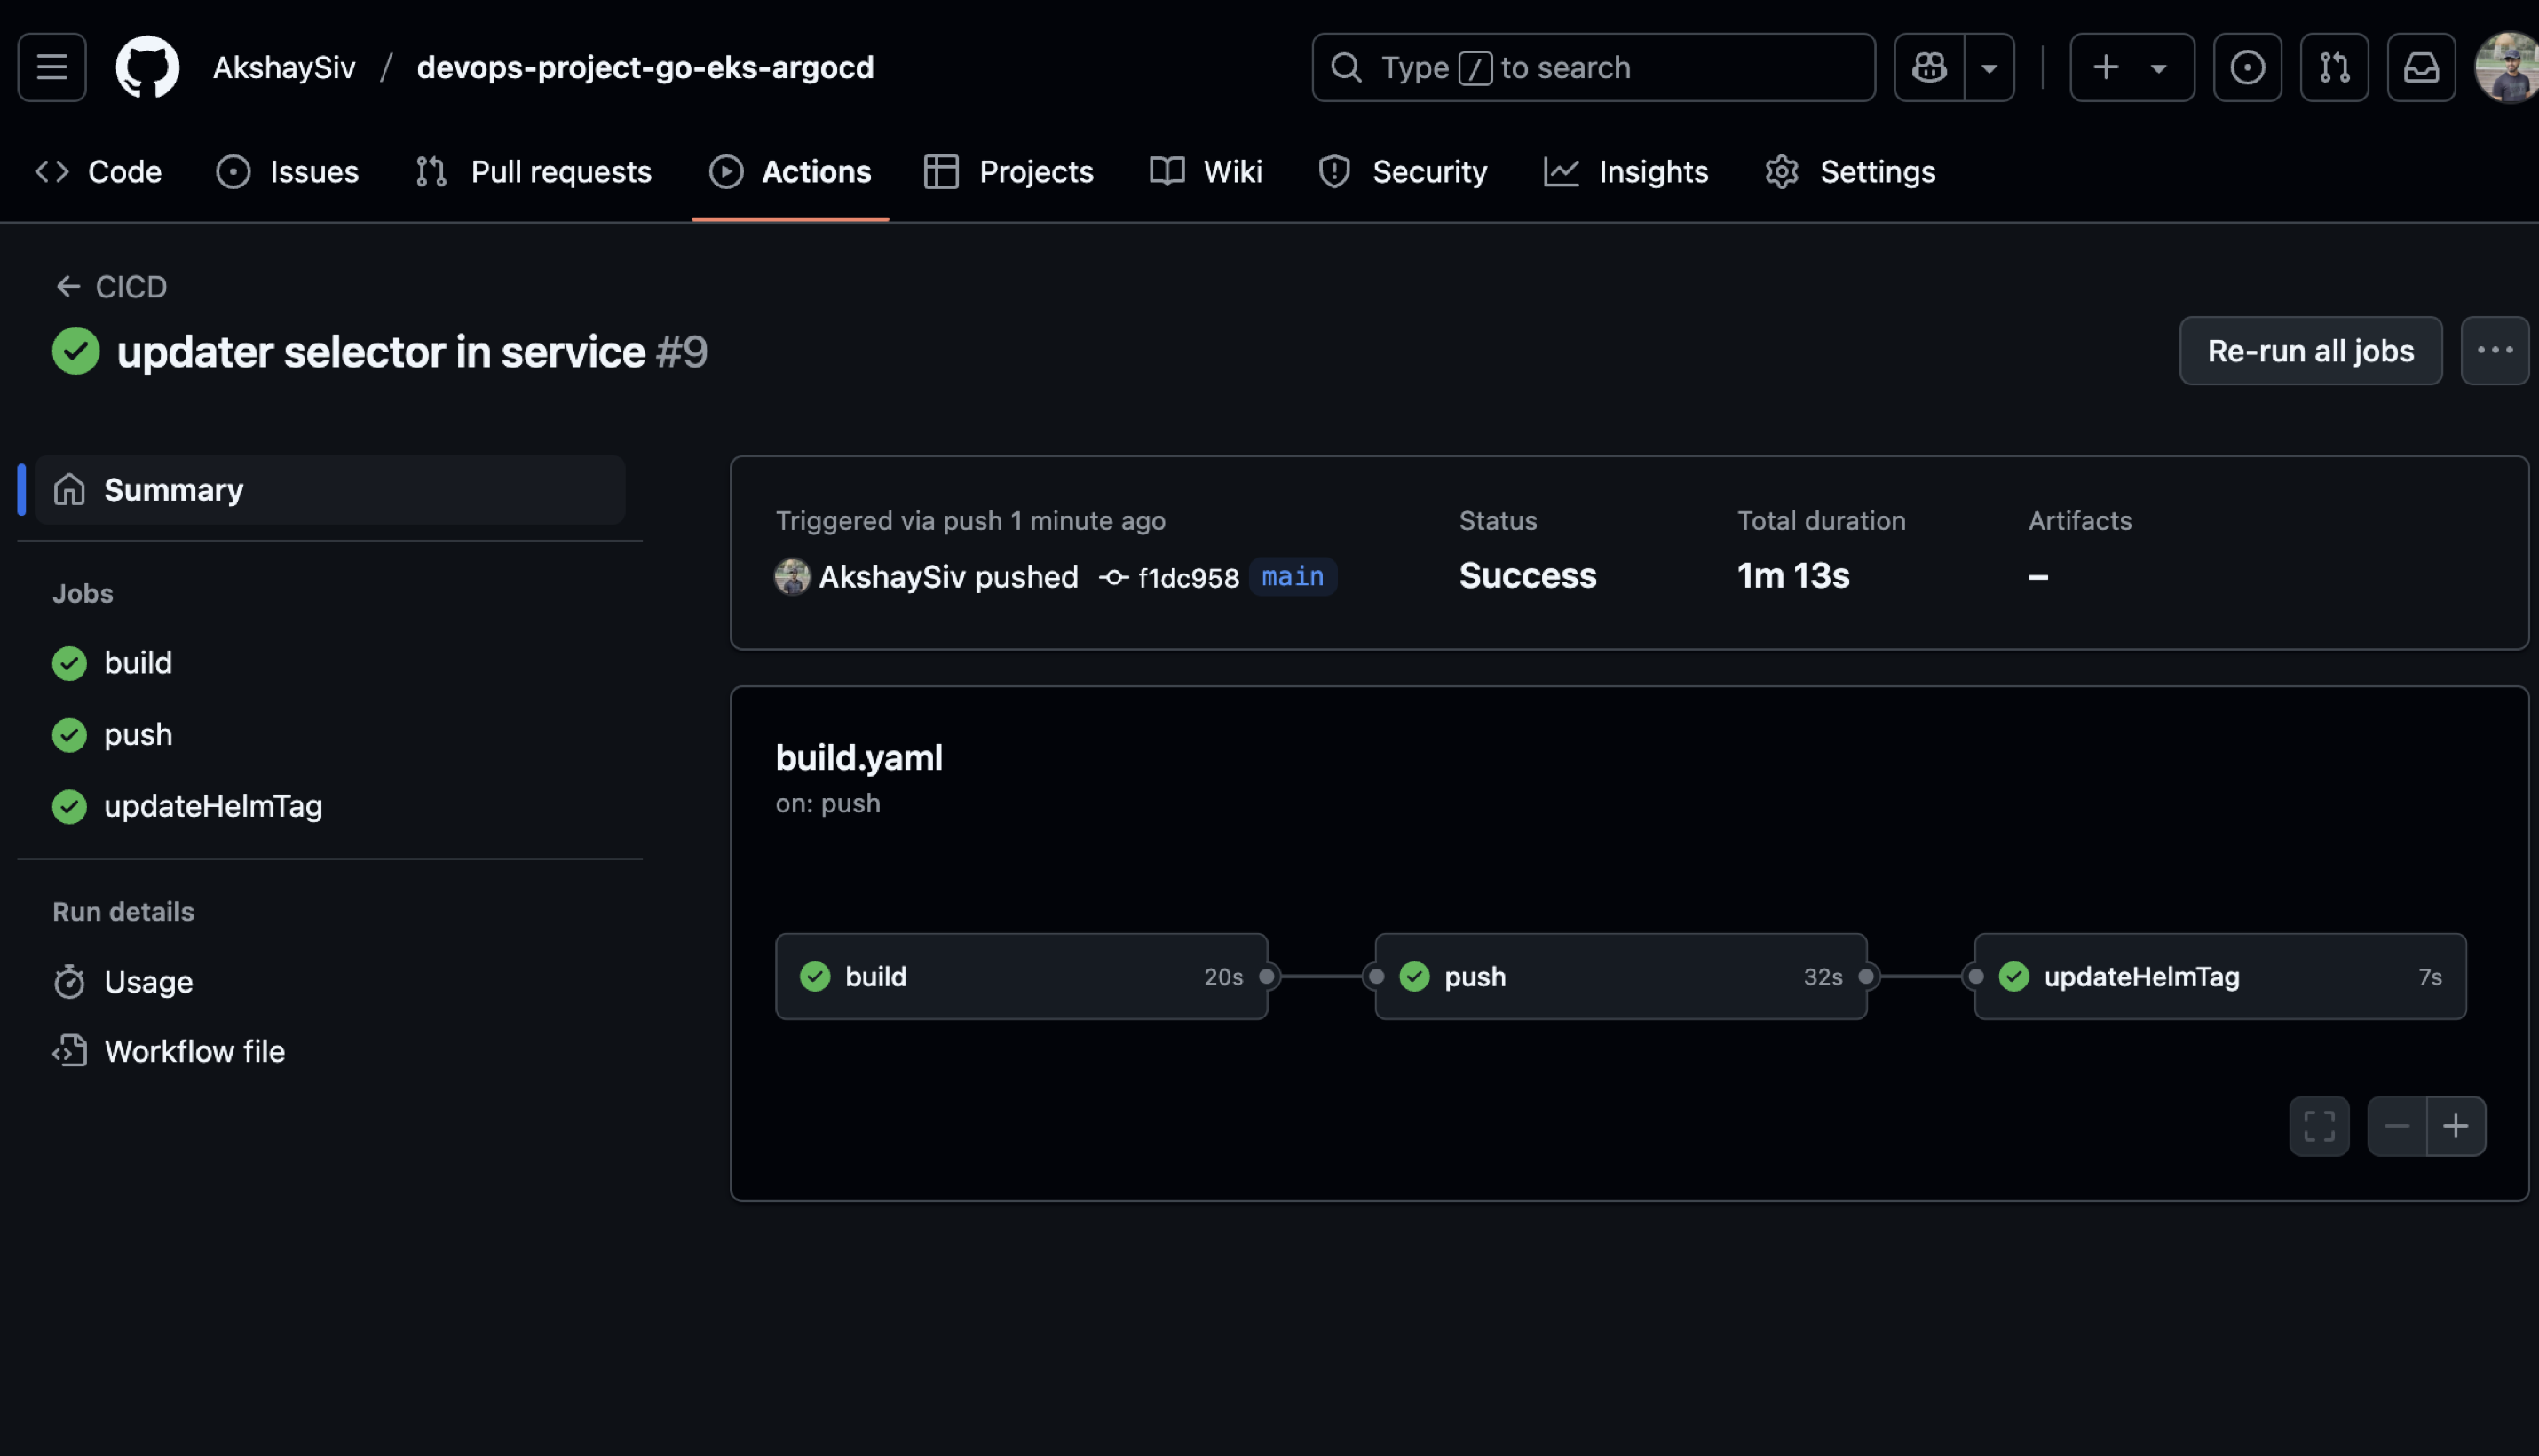 AkshaySiv / devops-project-go-eks-argocd
Type / to search
Code Issues Pull requests Actions Projects Wiki Security Insights Settings
CICD
updater selector in service #9
Re-run all jobs
Summary
Jobs
build
push
updateHelmTag
Run details
Usage
Workflow file
Triggered via push 1 minute ago
AkshaySiv pushed f1dc958 main
Status
Success
Total duration
1m 13s
Artifacts
–
build.yaml
on: push
build 20s
push 32s
updateHelmTag 7s